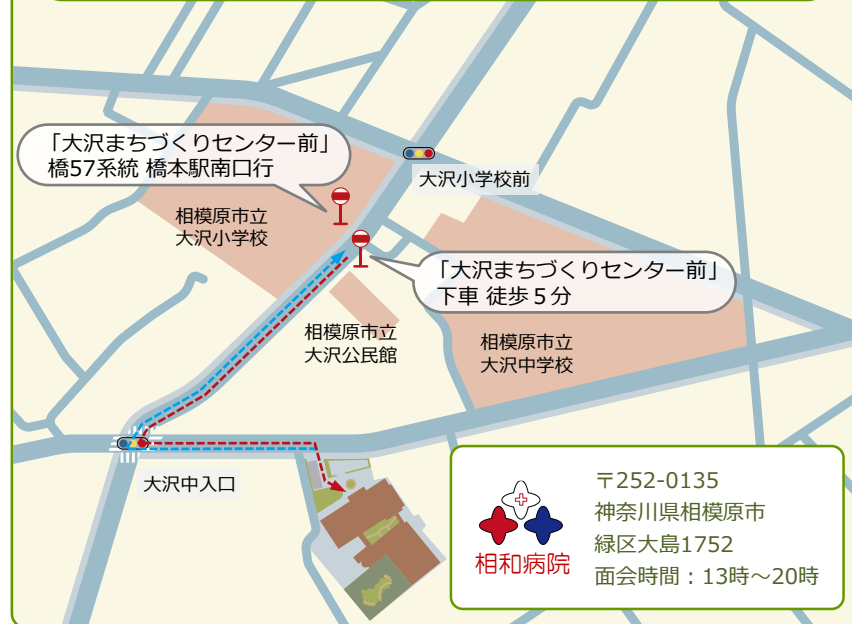 「大沢まちづくりセンター前」
橋57系統 橋本駅南口行
大沢小学校前
相模原市立
大沢小学校
「大沢まちづくりセンター前」
下車 徒歩５分
相模原市立
大沢公民館
相模原市立
大沢中学校
大沢中入口
相和病院
〒252-0135
神奈川県相模原市
緑区大島1752
面会時間：13時～20時